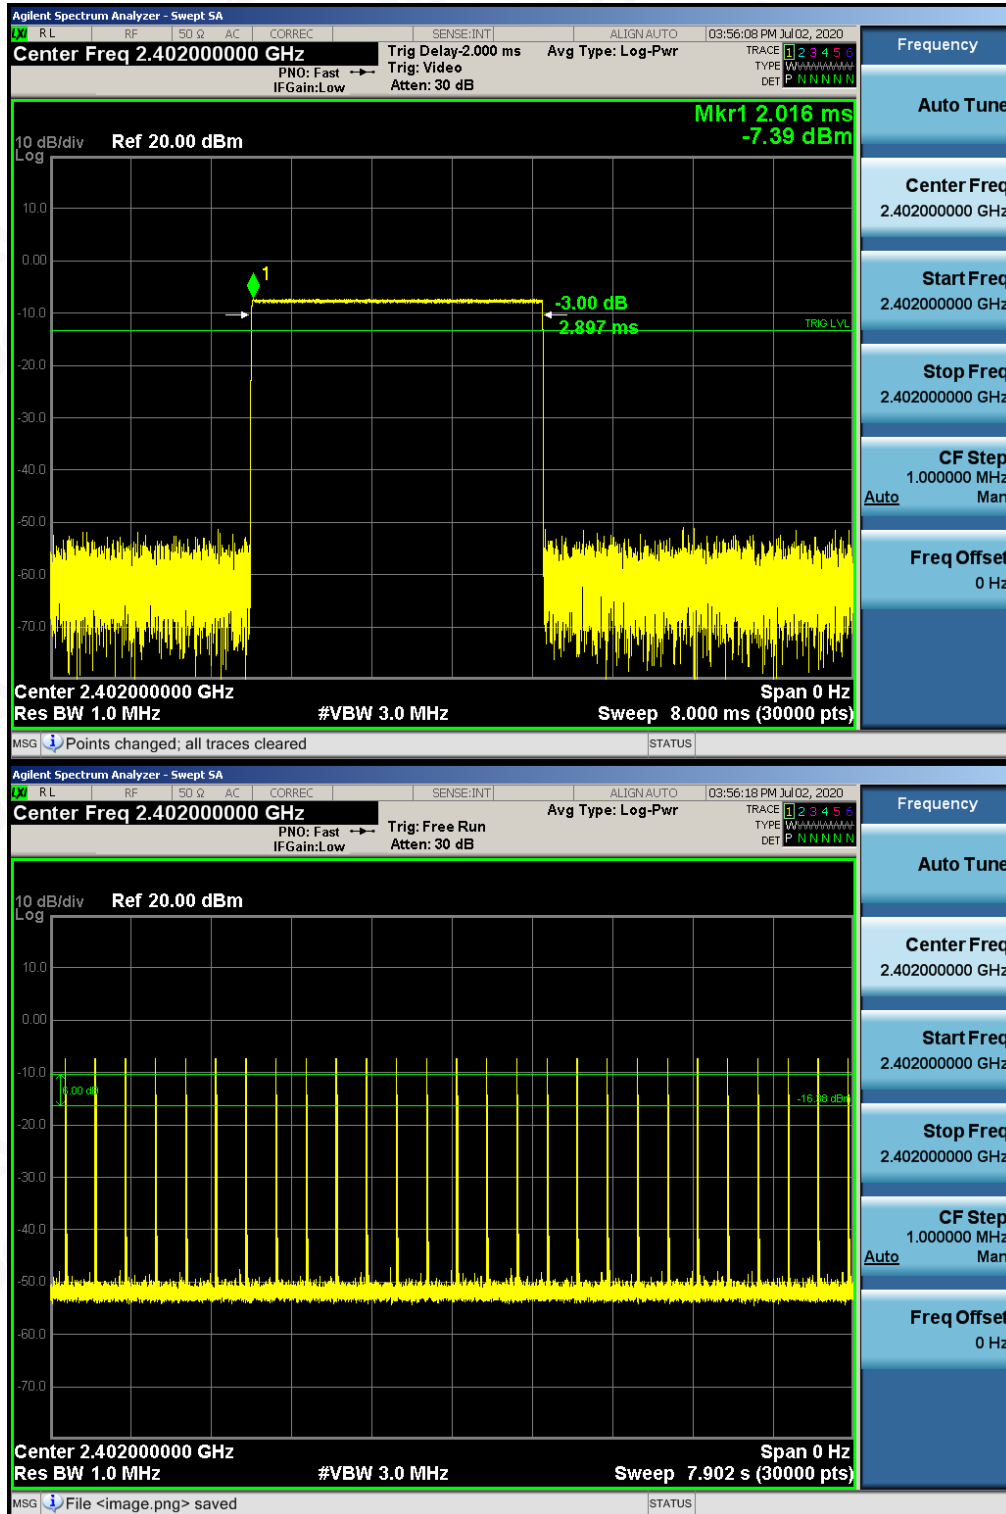 Agilent Spectrum Analyzer - Swept SA
LXI RL RF 50 Ω AC CORREC SENSE:INT ALIGN AUTO 03:56:08 PM Jul 02, 2020
Center Freq 2.402000000 GHz
PNO: Fast
IFGain:Low
Trig Delay-2.000 ms
Trig: Video
Atten: 30 dB
Avg Type: Log-Pwr
TRACE 1 2 3 4 5 6
TYPE WWWWWW
DET P N N N N N
Mkr1 2.016 ms
-7.39 dBm
10 dB/div Ref 20.00 dBm
Log
10.0
1
0.00
-3.00 dB
-10.0
2.897 ms
TRIG LVL
-20.0
-30.0
-40.0
-50.0
-60.0
-70.0
Center 2.402000000 GHz Span 0 Hz
Res BW 1.0 MHz #VBW 3.0 MHz Sweep 8.000 ms (30000 pts)
MSG Points changed; all traces cleared STATUS
Frequency
Auto Tune
Center Freq
2.402000000 GHz
Start Freq
2.402000000 GHz
Stop Freq
2.402000000 GHz
CF Step
1.000000 MHz
Auto Man
Freq Offset
0 Hz
Agilent Spectrum Analyzer - Swept SA
LXI RL RF 50 Ω AC CORREC SENSE:INT ALIGN AUTO 03:56:18 PM Jul 02, 2020
Center Freq 2.402000000 GHz
PNO: Fast
IFGain:Low
Trig: Free Run
Atten: 30 dB
Avg Type: Log-Pwr
TRACE 1 2 3 4 5 6
TYPE WWWWWW
DET P N N N N N
10 dB/div Ref 20.00 dBm
Log
10.0
0.00
-10.0
6.00 dB
-16.38 dBm
-20.0
-30.0
-40.0
-50.0
-60.0
-70.0
Center 2.402000000 GHz Span 0 Hz
Res BW 1.0 MHz #VBW 3.0 MHz Sweep 7.902 s (30000 pts)
MSG File <image.png> saved STATUS
Frequency
Auto Tune
Center Freq
2.402000000 GHz
Start Freq
2.402000000 GHz
Stop Freq
2.402000000 GHz
CF Step
1.000000 MHz
Auto Man
Freq Offset
0 Hz